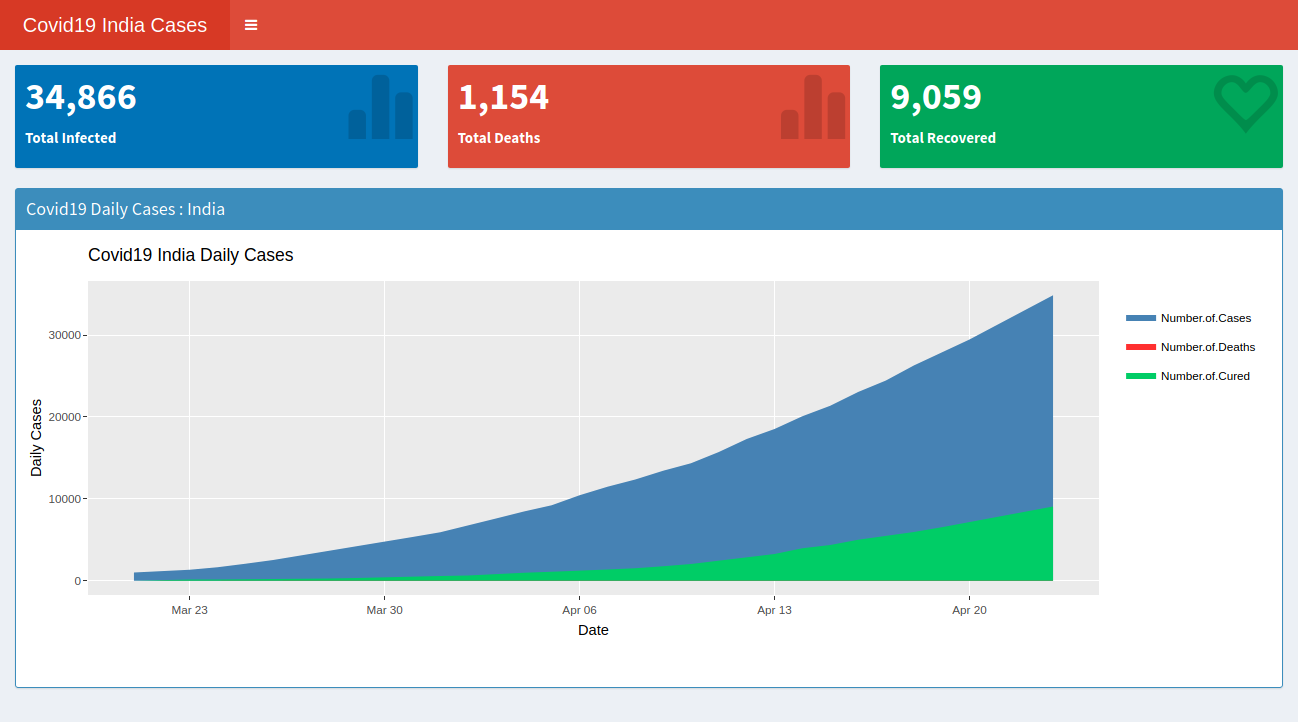 Covid19 India Cases
34,866
Total Infected
1,154
Total Deaths
9,059
Total Recovered
Covid19 Daily Cases : India
Covid19 India Daily Cases
Daily Cases
30000
20000
10000
0
Mar 23
Mar 30
Apr 06
Apr 13
Apr 20
Date
Number.of.Cases
Number.of.Deaths
Number.of.Cured